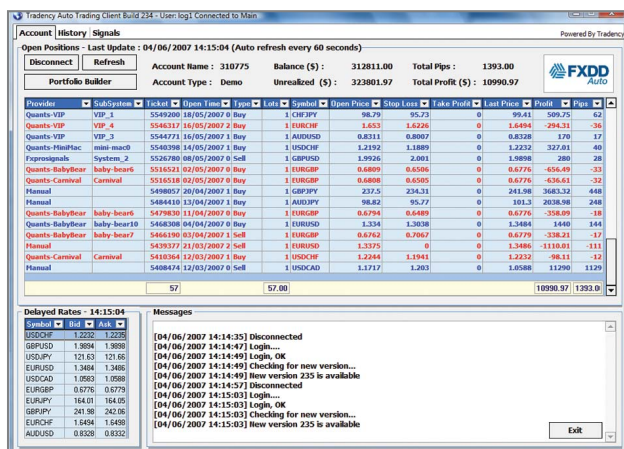 Tradency Auto Trading Client Build 234 - User: log1 Connected to Main
Account History Signals Powered By Tradency
Open Positions - Last Update : 04/06/2007 14:15:04 (Auto refresh every 60 seconds)
Disconnect Refresh Account Name : 310775 Balance ($) : 312811.00 Total Pips : 1393.00
Portfolio Builder Account Type : Demo Unrealized ($) : 323801.97 Total Profit ($) : 10990.97
FXDD
Auto
Provider SubSystem Ticket Open Time Type Lots Symbol Open Price Stop Loss Take Profit Last Price Profit Pips
Quants-VIP VIP_1 5549200 18/05/2007 0 Buy 1 CHFJPY 98.79 95.73 0 99.41 509.75 62
Quants-VIP VIP_4 5546317 16/05/2007 2 Buy 1 EURCHF 1.653 1.6226 0 1.6494 -294.31 -36
Quants-VIP VIP_3 5544771 16/05/2007 1 Buy 1 AUDUSD 0.8311 0.8007 0 0.8328 170 17
Quants-MiniMac mini-mac0 5540398 14/05/2007 1 Buy 1 USDCHF 1.2192 1.1889 0 1.2232 327.01 40
Fxprosignals System_2 5526780 08/05/2007 0 Sell 1 GBPUSD 1.9926 2.001 0 1.9898 280 28
Quants-BabyBear baby-bear6 5516521 02/05/2007 0 Buy 1 EURGBP 0.6809 0.6506 0 0.6776 -656.49 -33
Quants-Carnival Carnival 5516518 02/05/2007 0 Buy 1 EURGBP 0.6808 0.6505 0 0.6776 -636.61 -32
Manual 5498057 20/04/2007 1 Buy 1 GBPJPY 237.5 234.31 0 241.98 3683.32 448
Manual 5484410 13/04/2007 1 Buy 1 AUDJPY 98.82 95.77 0 101.3 2038.98 248
Quants-BabyBear baby-bear6 5479830 11/04/2007 0 Buy 1 EURGBP 0.6794 0.6489 0 0.6776 -358.09 -18
Quants-BabyBear baby-bear10 5468308 04/04/2007 0 Buy 1 EURUSD 1.334 1.3038 0 1.3484 1440 144
Quants-BabyBear baby-bear7 5466190 03/04/2007 1 Sell 1 EURGBP 0.6762 0.7067 0 0.6779 -338.21 -17
Manual 5439377 21/03/2007 2 Sell 1 EURUSD 1.3375 0 0 1.3486 -1110.01 -111
Quants-Carnival Carnival 5410364 12/03/2007 1 Buy 1 USDCHF 1.2244 1.1941 0 1.2232 -98.11 -12
Manual 5408474 12/03/2007 0 Sell 1 USDCAD 1.1717 1.203 0 1.0588 11290 1129
57 57.00 10990.97 1393.0
Delayed Rates - 14:15:04
Symbol Bid Ask
USDCHF 1.2232 1.2235
GBPUSD 1.9894 1.9898
USDJPY 121.63 121.66
EURUSD 1.3484 1.3486
USDCAD 1.0583 1.0588
EURGBP 0.6776 0.6779
EURJPY 164.01 164.05
GBPJPY 241.98 242.06
EURCHF 1.6494 1.6498
AUDUSD 0.8328 0.8332
Messages
[04/06/2007 14:14:35] Disconnected
[04/06/2007 14:14:47] Login....
[04/06/2007 14:14:49] Login, OK
[04/06/2007 14:14:49] Checking for new version...
[04/06/2007 14:14:49] New version 235 is available
[04/06/2007 14:14:57] Disconnected
[04/06/2007 14:15:03] Login....
[04/06/2007 14:15:03] Login, OK
[04/06/2007 14:15:03] Checking for new version...
[04/06/2007 14:15:03] New version 235 is available
Exit